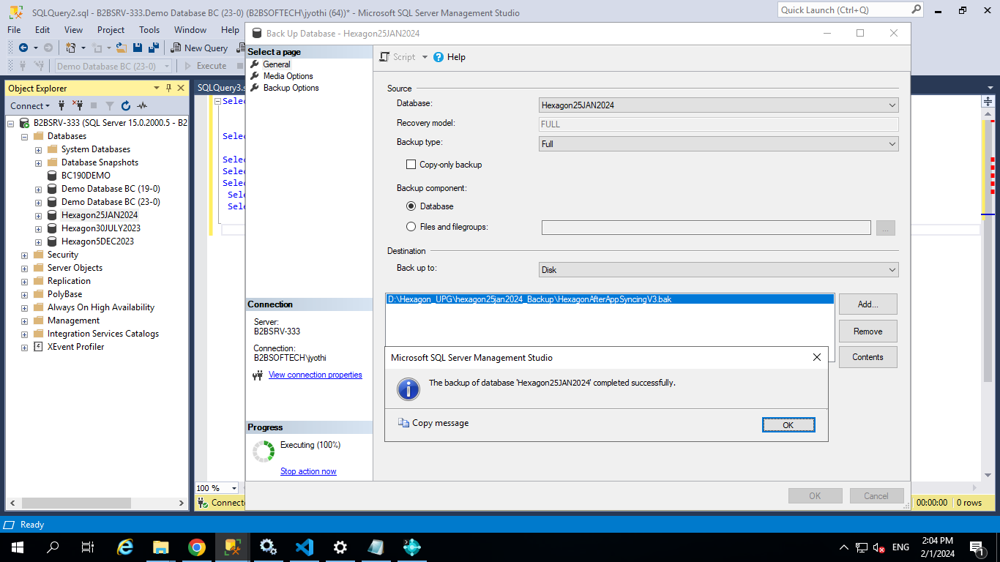 SQLQuery2.sql - B2BSRV-333.Demo Database BC (23-0) (B2BSOFTECH\jyothi (64))* - Microsoft SQL Server Management Studio
Quick Launch (Ctrl+Q)
File Edit View Project Tools Window Help
Back Up Database - Hexagon25JAN2024
New Query
Demo Database BC (23-0)
Execute
Select a page
General
Media Options
Backup Options
Script
Help
Object Explorer
Connect
B2BSRV-333 (SQL Server 15.0.2000.5 - B2
Databases
System Databases
Database Snapshots
BC190DEMO
Demo Database BC (19-0)
Demo Database BC (23-0)
Hexagon25JAN2024
Hexagon30JULY2023
Hexagon5DEC2023
Security
Server Objects
Replication
PolyBase
Always On High Availability
Management
Integration Services Catalogs
XEvent Profiler
SQLQuery3.s
Selec
Selec
Selec
Selec
Selec
Sele
Sele
100 %
Connecte
Source
Database:
Hexagon25JAN2024
Recovery model:
FULL
Backup type:
Full
Copy-only backup
Backup component:
Database
Files and filegroups:
...
Destination
Back up to:
Disk
D:\Hexagon_UPG\hexagon25jan2024_Backup\HexagonAfterAppSyncingV3.bak
Add...
Remove
Contents
Connection
Server:
B2BSRV-333
Connection:
B2BSOFTECH\jyothi
View connection properties
Progress
Executing (100%)
Stop action now
Microsoft SQL Server Management Studio
The backup of database 'Hexagon25JAN2024' completed successfully.
Copy message
OK
OK
Cancel
00:00:00
0 rows
Ready
ENG
2:04 PM
2/1/2024
1